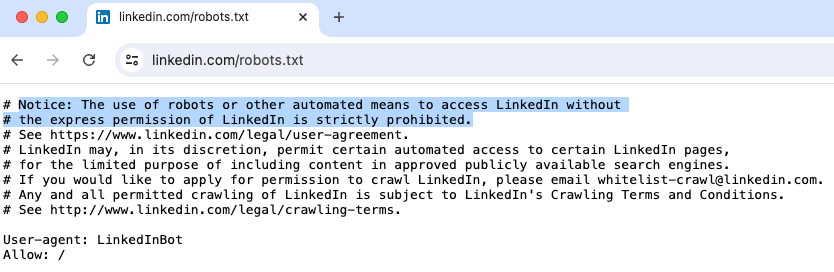 linkedin.com/robots.txt
linkedin.com/robots.txt
# Notice: The use of robots or other automated means to access LinkedIn without
# the express permission of LinkedIn is strictly prohibited.
# See https://www.linkedin.com/legal/user-agreement.
# LinkedIn may, in its discretion, permit certain automated access to certain LinkedIn pages,
# for the limited purpose of including content in approved publicly available search engines.
# If you would like to apply for permission to crawl LinkedIn, please email whitelist-crawl@linkedin.com.
# Any and all permitted crawling of LinkedIn is subject to LinkedIn's Crawling Terms and Conditions.
# See http://www.linkedin.com/legal/crawling-terms.
User-agent: LinkedInBot
Allow: /